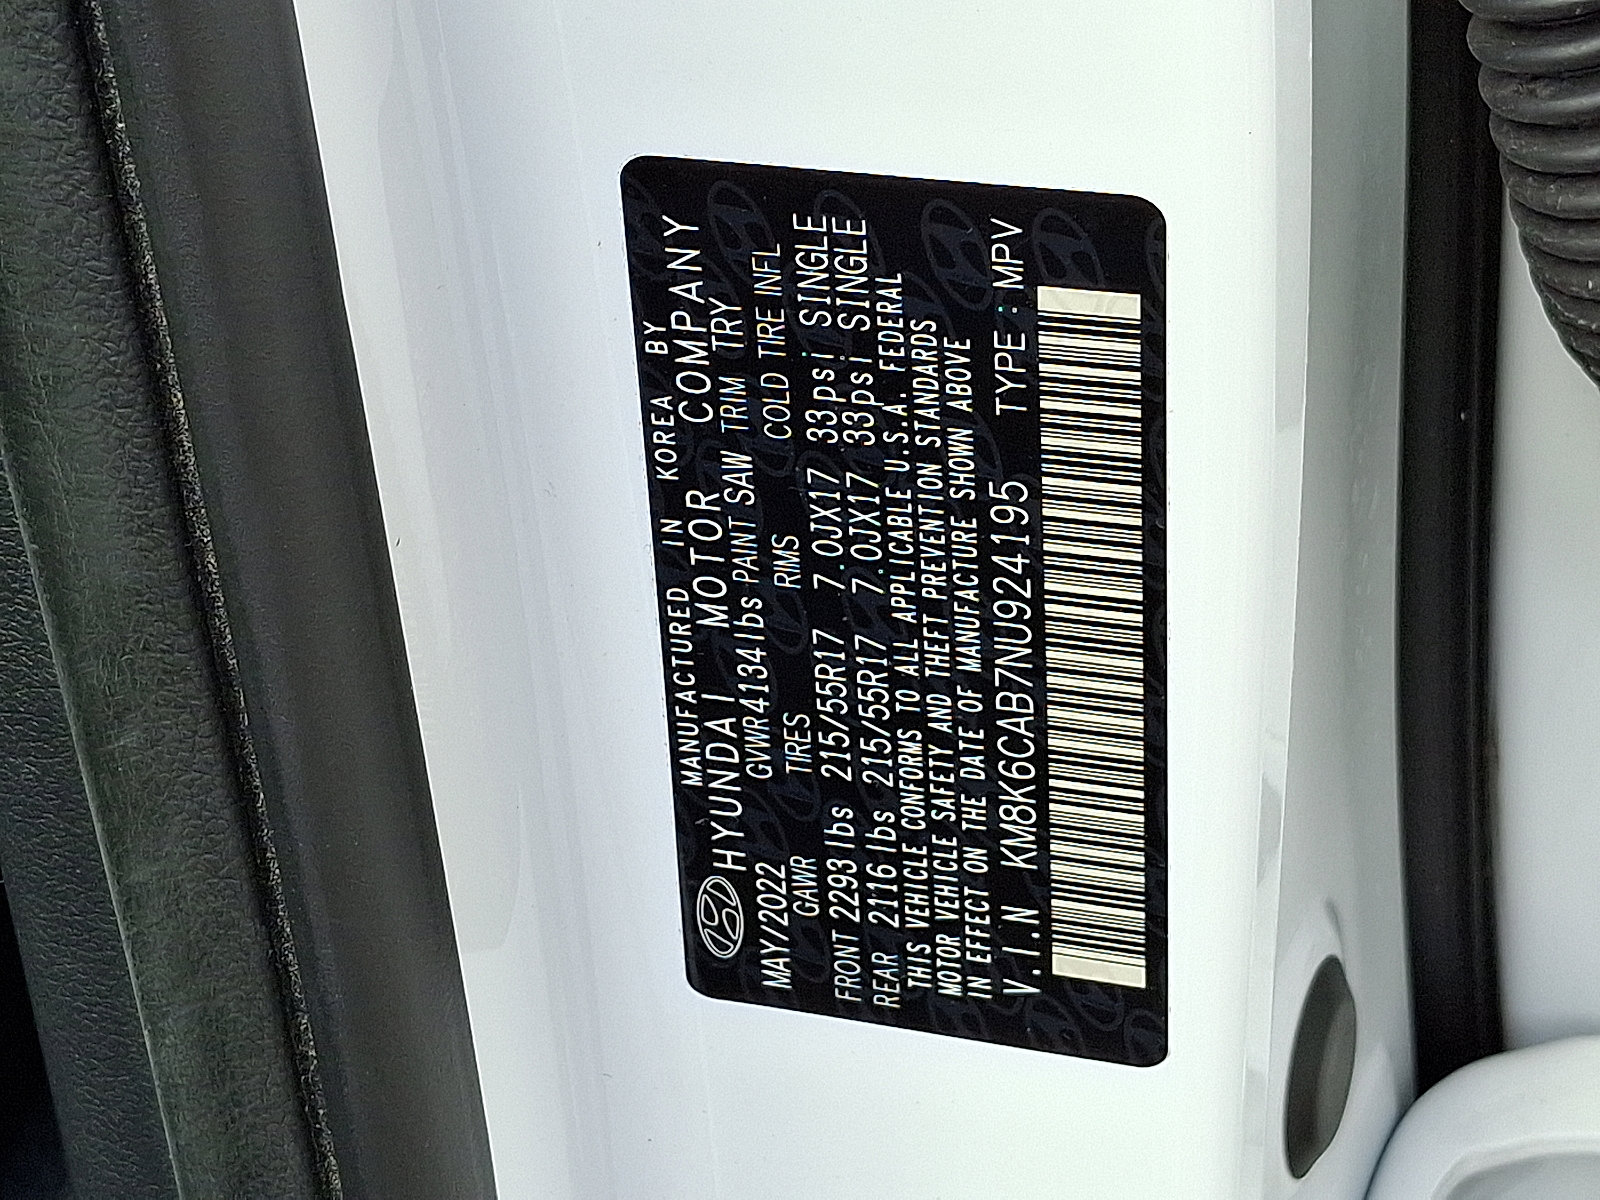 MANUFACTURED IN KOREA BY
HYUNDAI MOTOR COMPANY
MAY/2022 GVWR4134lbs PAINT SAW TRIM TRY
GAWR TIRES RIMS COLD TIRE INFL
FRONT 2293 lbs 215/55R17 7.0JX17 33psi SINGLE
REAR 2116 lbs 215/55R17 7.0JX17 33psi SINGLE
THIS VEHICLE CONFORMS TO ALL APPLICABLE U.S.A. FEDERAL
MOTOR VEHICLE SAFETY AND THEFT PREVENTION STANDARDS
IN EFFECT ON THE DATE OF MANUFACTURE SHOWN ABOVE
V.I.N KM8K6CAB7NU924195 TYPE : MPV